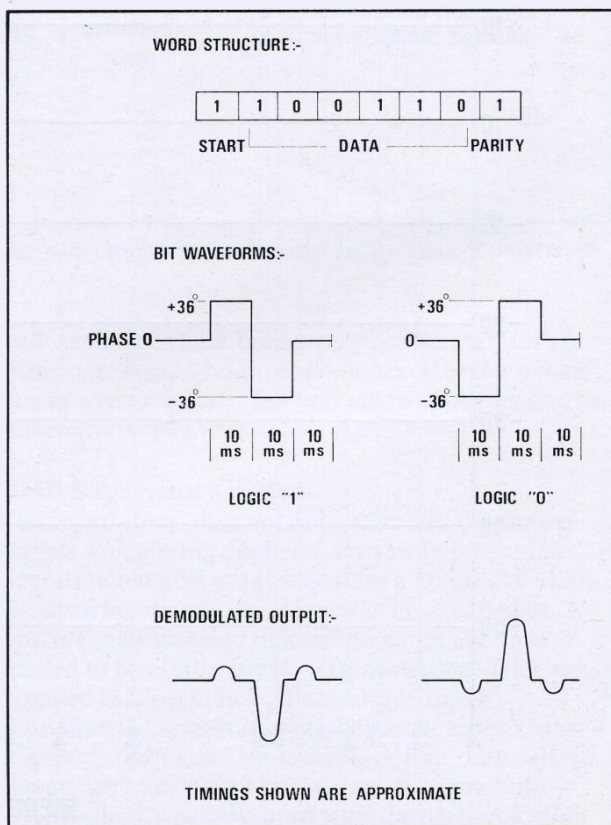 WORD STRUCTURE:-
1 1 0 0 1 1 0 1
START DATA PARITY
BIT WAVEFORMS:-
+36° +36°
PHASE 0 0
-36° -36°
10 10 10 10 10 10
ms ms ms ms ms ms
LOGIC "1" LOGIC "0"
DEMODULATED OUTPUT:-
TIMINGS SHOWN ARE APPROXIMATE